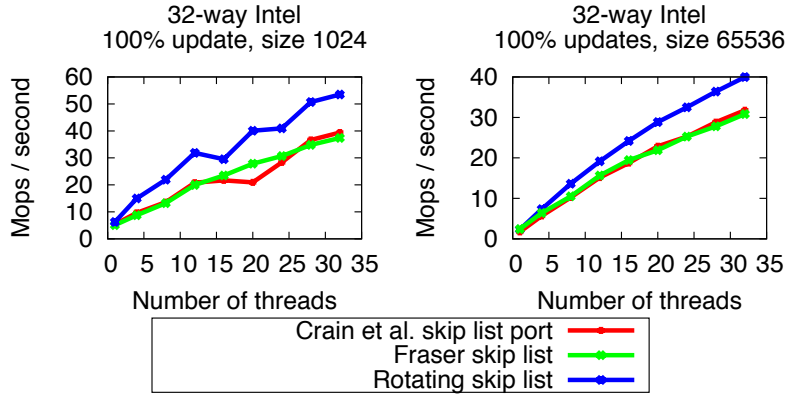 32-way Intel
100% update, size 1024
Mops / second
60
50
40
30
20
10
0
0 5 10 15 20 25 30 35
Number of threads
32-way Intel
100% updates, size 65536
Mops / second
40
30
20
10
0
0 5 10 15 20 25 30 35
Number of threads
Crain et al. skip list port
Fraser skip list
Rotating skip list